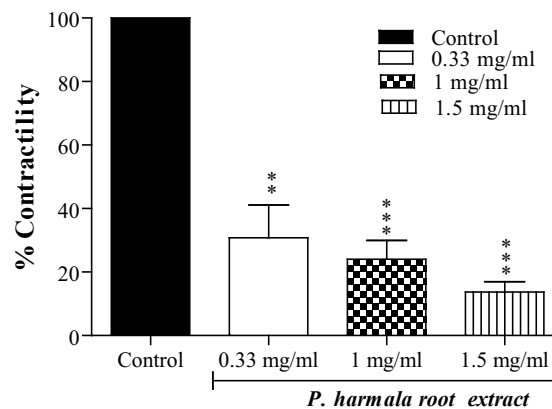 100
80
60
40
20
0
% Contractility
Control
0.33 mg/ml
1 mg/ml
1.5 mg/ml
**
***
***
Control
0.33 mg/ml
1 mg/ml
1.5 mg/ml
P. harmala root extract